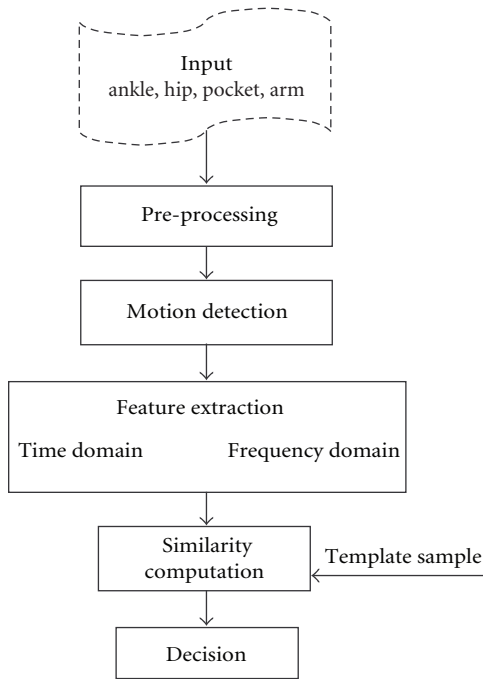 Input
ankle, hip, pocket, arm
Pre-processing
Motion detection
Feature extraction
Time domain
Frequency domain
Similarity
computation
Template sample
Decision